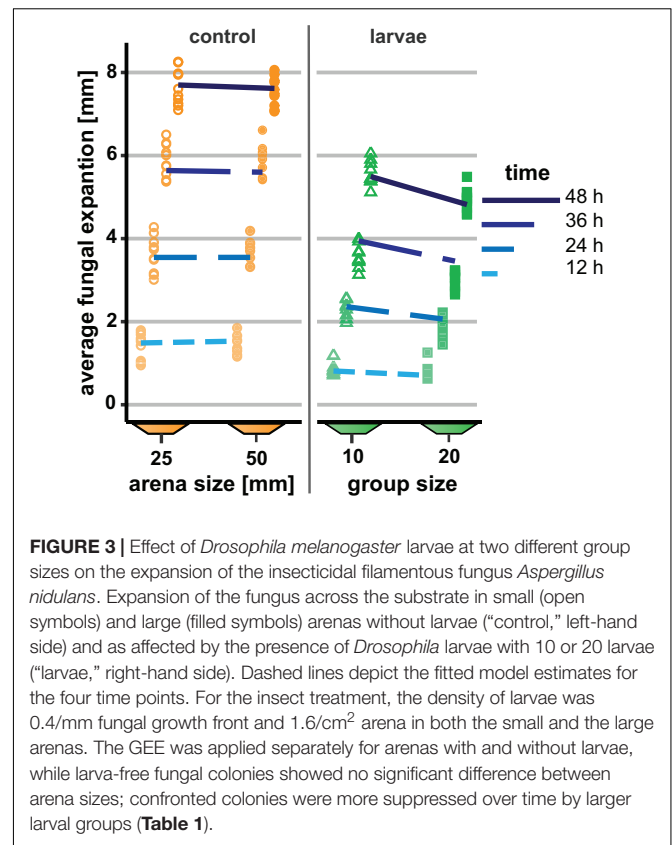 control
larvae
average fungal expantion [mm]
8
6
4
2
0
time
48 h
36 h
24 h
12 h
25
50
10
20
arena size [mm]
group size
FIGURE 3 | Effect of Drosophila melanogaster larvae at two different group
sizes on the expansion of the insecticidal filamentous fungus Aspergillus
nidulans. Expansion of the fungus across the substrate in small (open
symbols) and large (filled symbols) arenas without larvae (“control,” left-hand
side) and as affected by the presence of Drosophila larvae with 10 or 20 larvae
(“larvae,” right-hand side). Dashed lines depict the fitted model estimates for
the four time points. For the insect treatment, the density of larvae was
0.4/mm fungal growth front and 1.6/cm² arena in both the small and the large
arenas. The GEE was applied separately for arenas with and without larvae,
while larva-free fungal colonies showed no significant difference between
arena sizes; confronted colonies were more suppressed over time by larger
larval groups (Table 1).